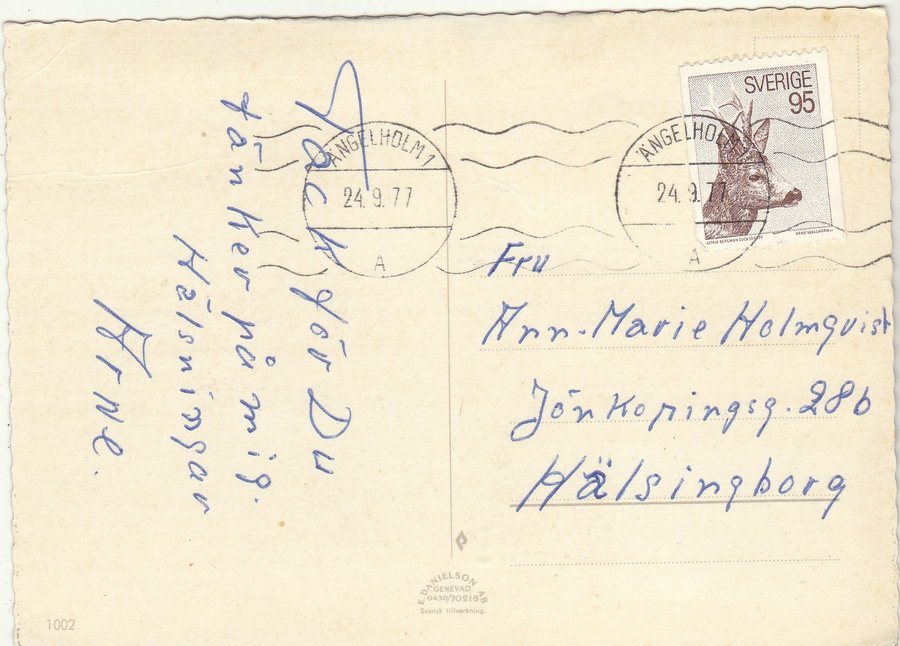 Tack för Du
tänker på mig.
Hälsningar
Arne.
ÄNGELHOLM 1
24.9.77
A
ÄNGELHOLM
24.9.77
A
SVERIGE
95
Fru
Ann-Marie Holmqvist
Jönkopingsg. 28b
Hälsingborg
E. DANIELSON AB
GENEVAD
0430/70218
Svensk tillverkning.
1002